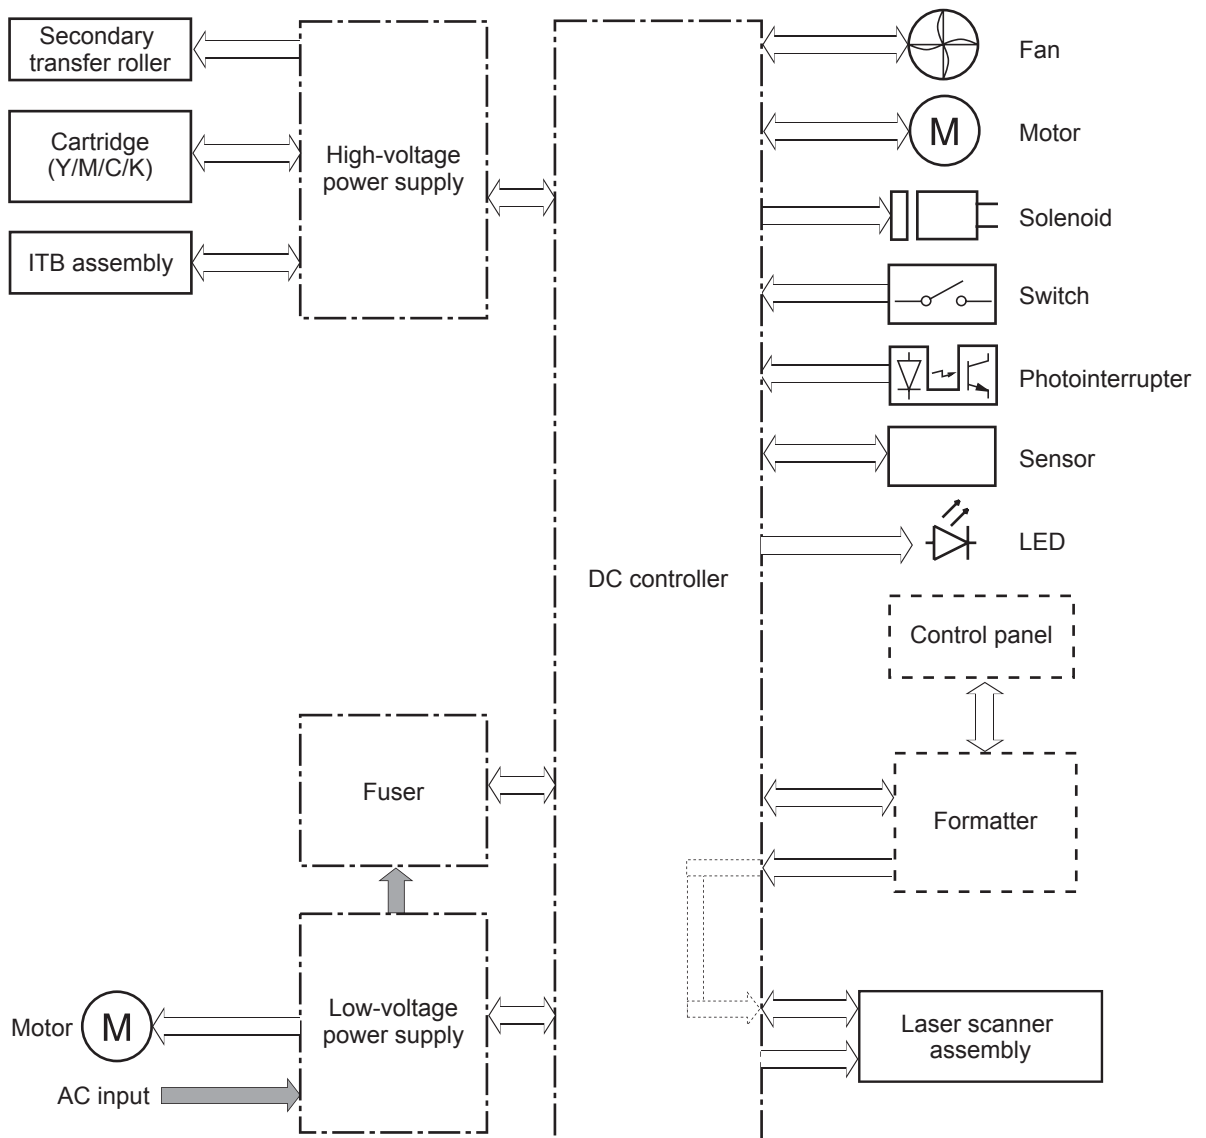 Secondary
transfer roller
Cartridge
(Y/M/C/K)
ITB assembly
High-voltage
power supply
DC controller
Fan
M
Motor
Solenoid
Switch
Photointerrupter
Sensor
LED
Control panel
Formatter
Laser scanner
assembly
Fuser
Low-voltage
power supply
Motor
M
AC input